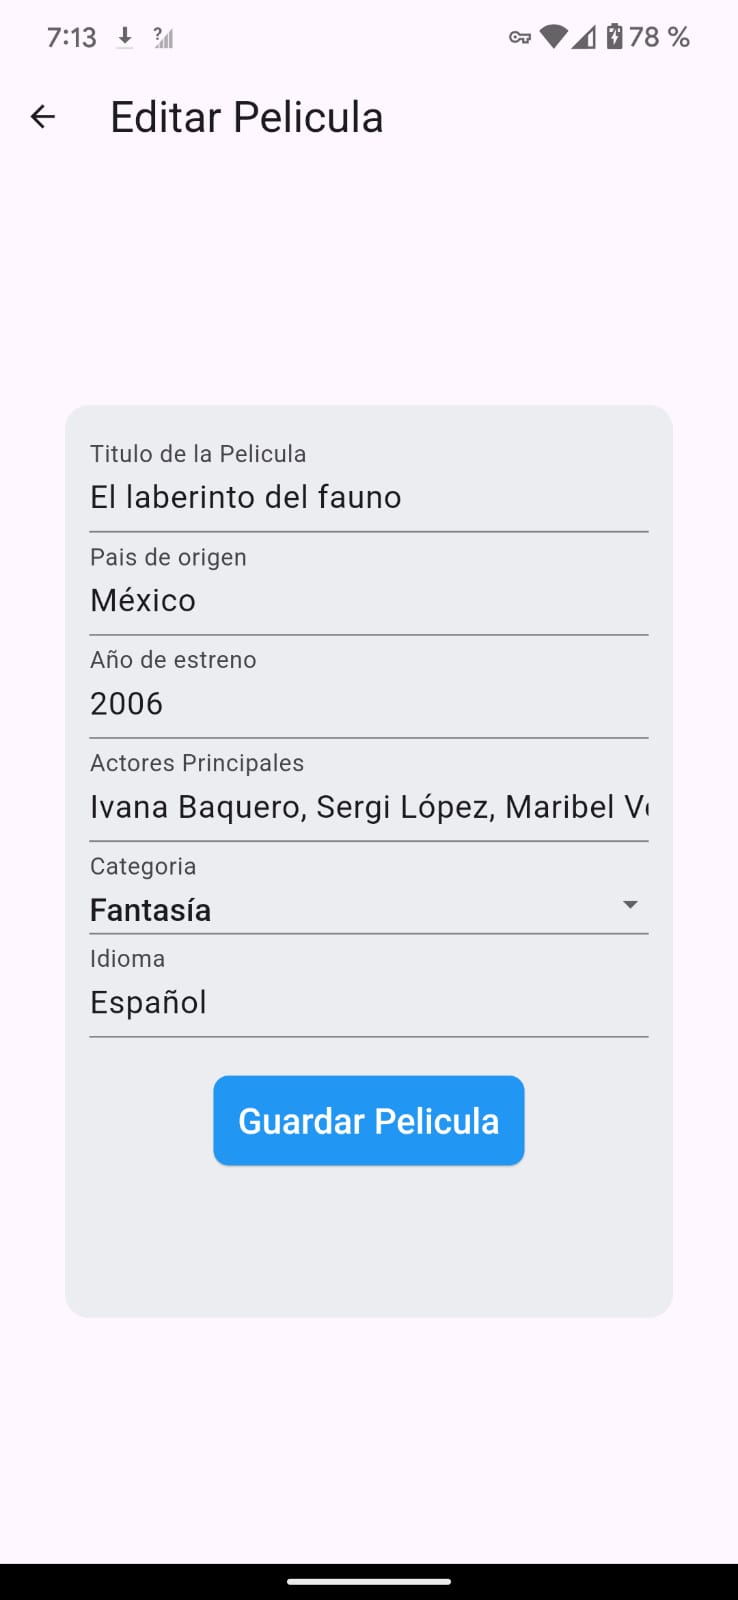 7:13
78 %
Editar Pelicula
Titulo de la Pelicula
El laberinto del fauno
Pais de origen
México
Año de estreno
2006
Actores Principales
Ivana Baquero, Sergi López, Maribel
Categoria
Fantasía
Idioma
Español
Guardar Pelicula